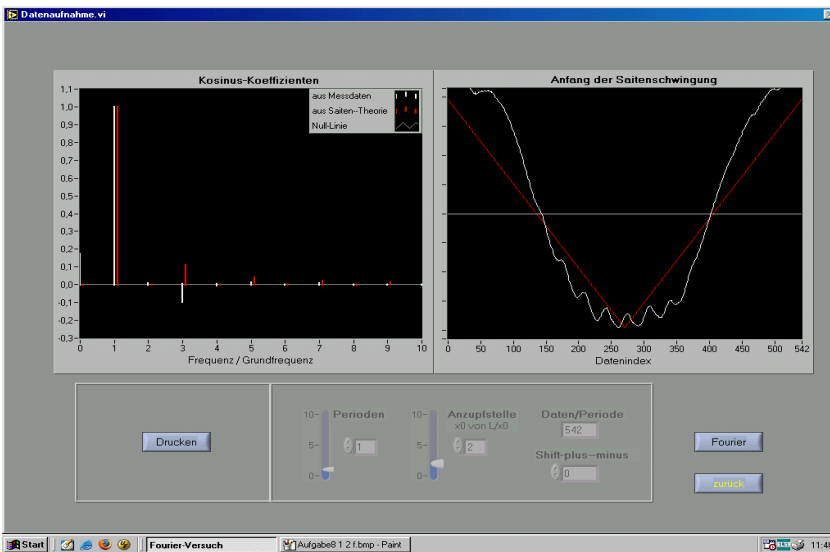 Datenaufnahme.vi
Kosinus-Koeffizienten
aus Messdaten
aus Saiten--Theorie
Null-Linie
1,1-
1,0-
0,9-
0,8-
0,7-
0,6-
0,5-
0,4-
0,3-
0,2-
0,1-
0,0-
-0,1-
-0,2-
-0,3-
0 1 2 3 4 5 6 7 8 9 10
Frequenz / Grundfrequenz
Anfang der Saitenschwingung
0 50 100 150 200 250 300 350 400 450 500 542
Datenindex
Drucken
10-
5-
0-
Perioden
1
10-
5-
0-
Anzupfstelle
x0 von L/x0
2
Daten/Periode
542
Shift-plus--minus
0
Fourier
zurück
Start
Fourier-Versuch
Aufgabe8 1 2 f.bmp - Paint